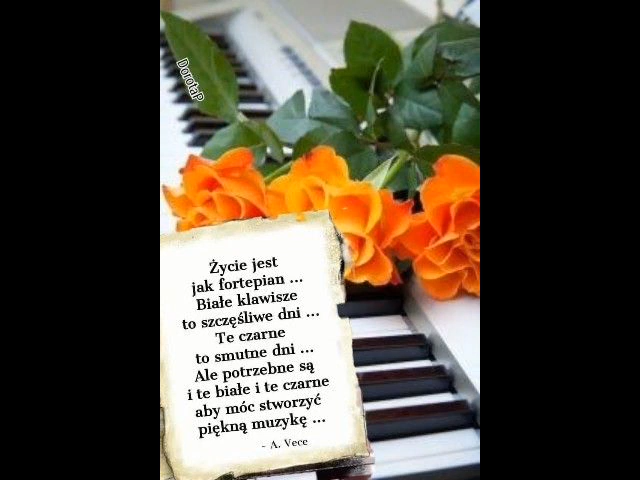 DorotaP
Życie jest
jak fortepian ...
Białe klawisze
to szczęśliwe dni ...
Te czarne
to smutne dni ...
Ale potrzebne są
i te białe i te czarne
aby móc stworzyć
piękną muzykę ...
- A. Vece